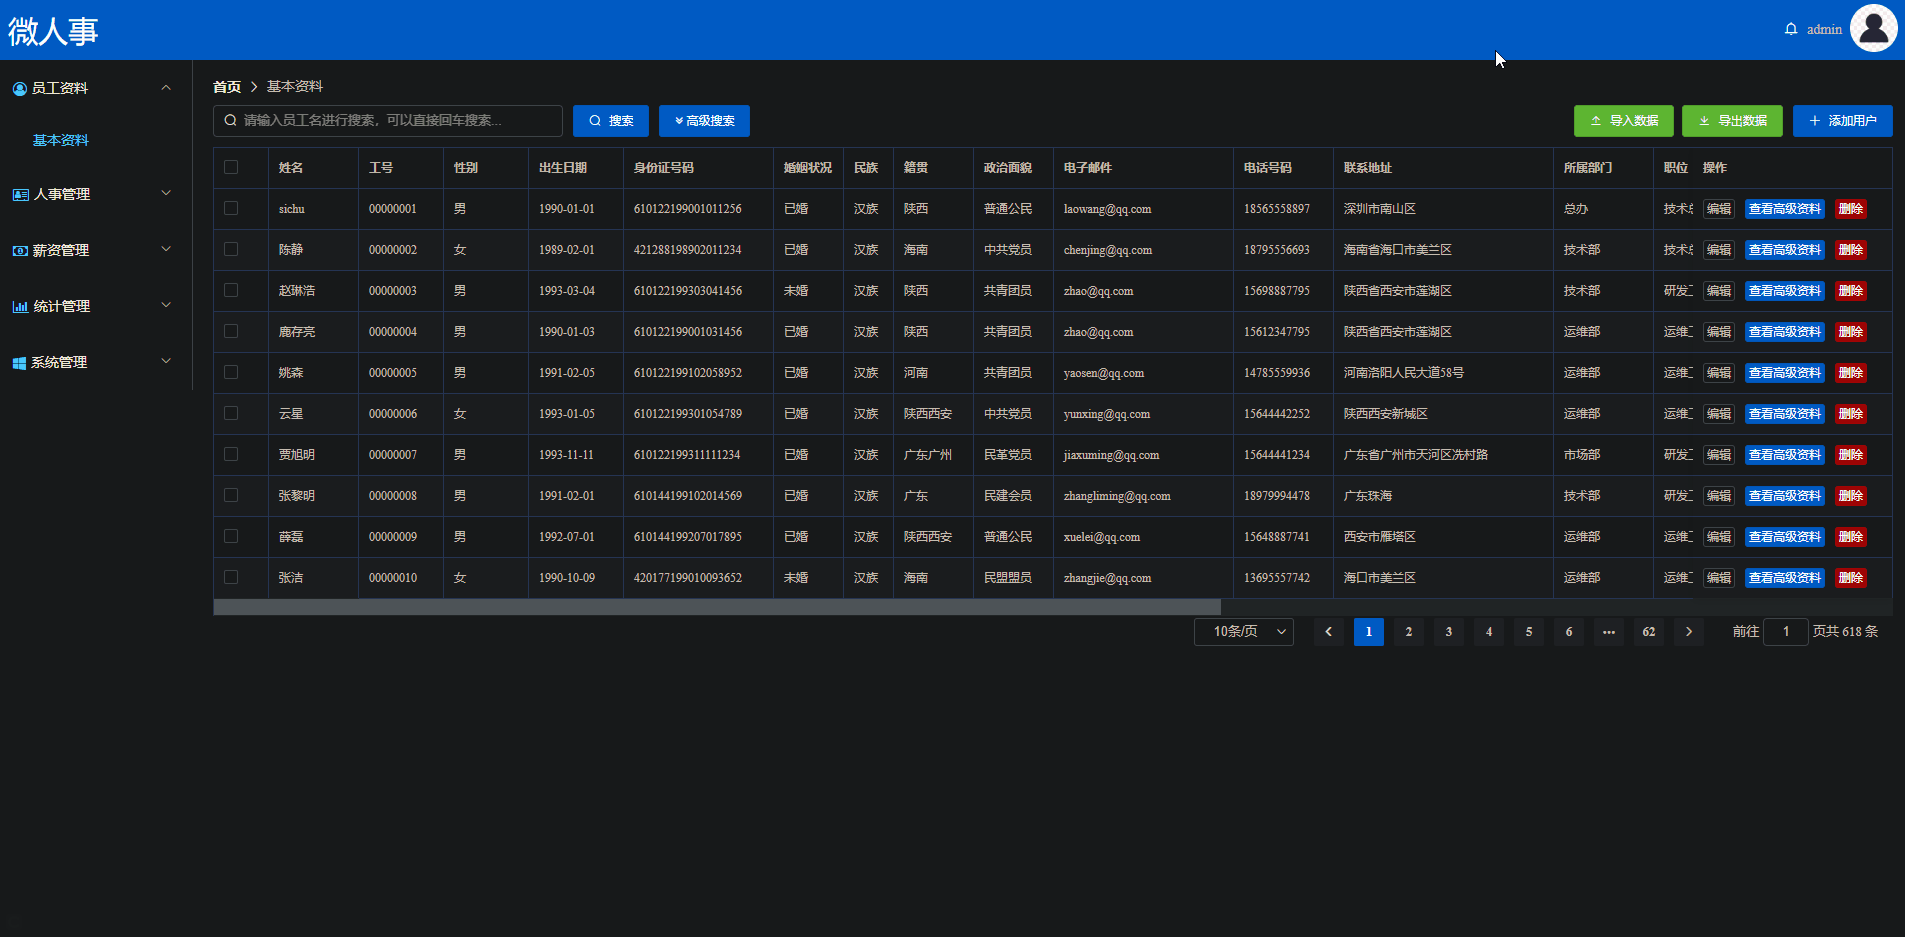 微人事
admin
员工资料
基本资料
人事管理
薪资管理
统计管理
系统管理
首页 基本资料
请输入员工名进行搜索，可以直接回车搜索... 搜索 高级搜索 导入数据 导出数据 添加用户
姓名 工号 性别 出生日期 身份证号码 婚姻状况 民族 籍贯 政治面貌 电子邮件 电话号码 联系地址 所属部门 职位 操作
sichu 00000001 男 1990-01-01 610122199001011256 已婚 汉族 陕西 普通公民 laowang@qq.com 18565558897 深圳市南山区 总办 技术总 编辑 查看高级资料 删除
陈静 00000002 女 1989-02-01 421288198902011234 已婚 汉族 海南 中共党员 chenjing@qq.com 18795556693 海南省海口市美兰区 技术部 技术总 编辑 查看高级资料 删除
赵琳浩 00000003 男 1993-03-04 610122199303041456 未婚 汉族 陕西 共青团员 zhao@qq.com 15698887795 陕西省西安市莲湖区 技术部 研发工 编辑 查看高级资料 删除
鹿存亮 00000004 男 1990-01-03 610122199001031456 已婚 汉族 陕西 共青团员 zhao@qq.com 15612347795 陕西省西安市莲湖区 运维部 运维工 编辑 查看高级资料 删除
姚森 00000005 男 1991-02-05 610122199102058952 已婚 汉族 河南 共青团员 yaosen@qq.com 14785559936 河南洛阳人民大道58号 运维部 运维工 编辑 查看高级资料 删除
云星 00000006 女 1993-01-05 610122199301054789 已婚 汉族 陕西西安 中共党员 yunxing@qq.com 15644442252 陕西西安新城区 运维部 运维工 编辑 查看高级资料 删除
贾旭明 00000007 男 1993-11-11 610122199311111234 已婚 汉族 广东广州 民革党员 jiaxuming@qq.com 15644441234 广东省广州市天河区冼村路 市场部 研发工 编辑 查看高级资料 删除
张黎明 00000008 男 1991-02-01 610144199102014569 已婚 汉族 广东 民建会员 zhangliming@qq.com 18979994478 广东珠海 技术部 研发工 编辑 查看高级资料 删除
薛磊 00000009 男 1992-07-01 610144199207017895 已婚 汉族 陕西西安 普通公民 xuelei@qq.com 15648887741 西安市雁塔区 运维部 运维工 编辑 查看高级资料 删除
张洁 00000010 女 1990-10-09 420177199010093652 未婚 汉族 海南 民盟盟员 zhangjie@qq.com 13695557742 海口市美兰区 运维部 运维工 编辑 查看高级资料 删除
10条/页 1 2 3 4 5 6 ••• 62 前往 1 页共 618 条